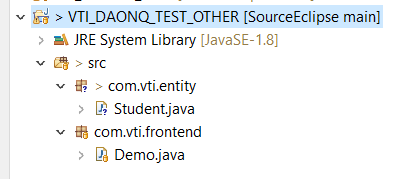 > VTI_DAONQ_TEST_OTHER [SourceEclipse main]
JRE System Library [JavaSE-1.8]
> src
> com.vti.entity
> Student.java
com.vti.frontend
Demo.java